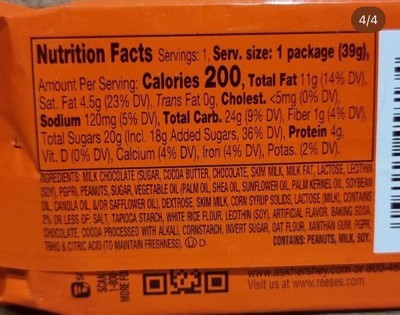 4/4
Nutrition Facts Servings: 1, Serv. size: 1 package (39g),
Amount Per Serving: Calories 200, Total Fat 11g (14% DV),
Sat. Fat 4.5g (23% DV), Trans Fat 0g, Cholest. <5mg (0% DV),
Sodium 120mg (5% DV), Total Carb. 24g (9% DV), Fiber 1g (4% DV),
Total Sugars 20g (Incl. 18g Added Sugars, 36% DV), Protein 4g,
Vit. D (0% DV), Calcium (4% DV), Iron (4% DV), Potas. (2% DV).
INGREDIENTS: MILK CHOCOLATE (SUGAR, COCOA BUTTER, CHOCOLATE, SKIM MILK, MILK FAT, LACTOSE, LECITHIN
(SOY), PGPR), PEANUTS, SUGAR, VEGETABLE OIL (PALM OIL, SHEA OIL, SUNFLOWER OIL, PALM KERNEL OIL, SOYBEAN
OIL, CANOLA OIL, &/OR SAFFLOWER OIL), DEXTROSE, SKIM MILK, CORN SYRUP SOLIDS, LACTOSE (MILK), CONTAINS
2% OR LESS OF: SALT, TAPIOCA STARCH, WHITE RICE FLOUR, LECITHIN (SOY), ARTIFICIAL FLAVOR, BAKING SODA,
CHOCOLATE, COCOA PROCESSED WITH ALKALI, CORNSTARCH, INVERT SUGAR, OAT FLOUR, XANTHAN GUM, PGPR,
TBHQ & CITRIC ACID (TO MAINTAIN FRESHNESS). U D CONTAINS: PEANUTS, MILK, SOY.
SCAN
MORE
www.askhershey.com or 800-468
Visit us at www.reeses.com